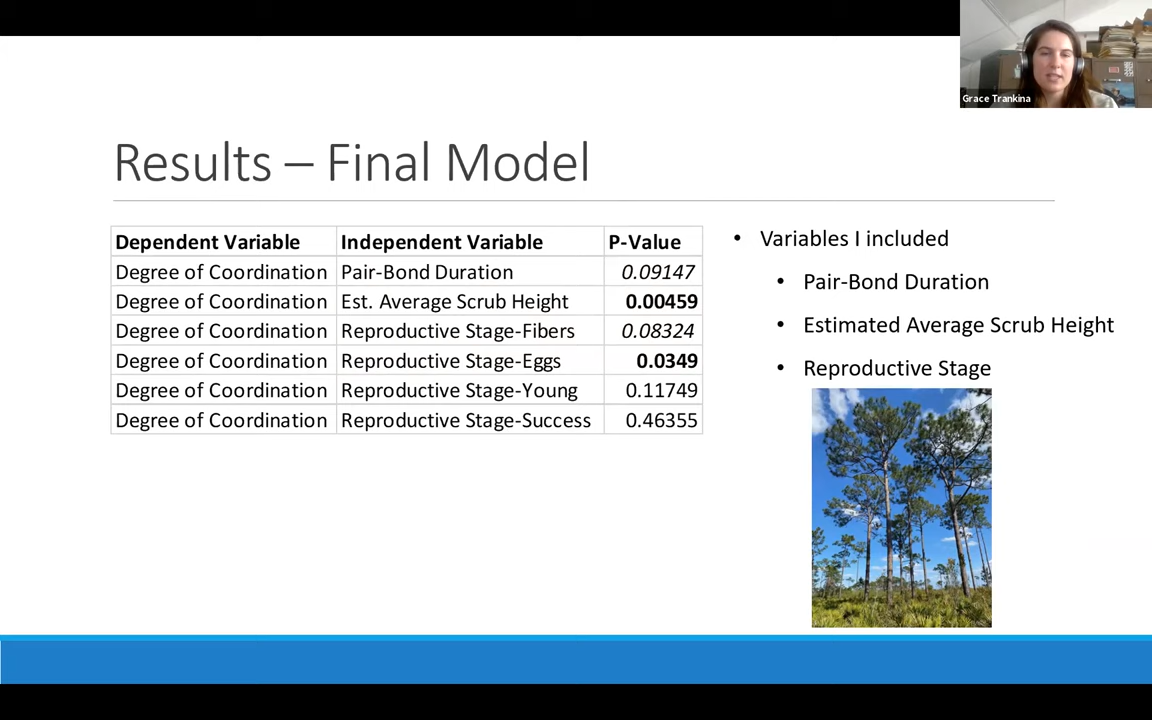 Grace Trankina
Results – Final Model
Dependent Variable Independent Variable P-Value
Degree of Coordination Pair-Bond Duration 0.09147
Degree of Coordination Est. Average Scrub Height 0.00459
Degree of Coordination Reproductive Stage-Fibers 0.08324
Degree of Coordination Reproductive Stage-Eggs 0.0349
Degree of Coordination Reproductive Stage-Young 0.11749
Degree of Coordination Reproductive Stage-Success 0.46355
• Variables I included
• Pair-Bond Duration
• Estimated Average Scrub Height
• Reproductive Stage